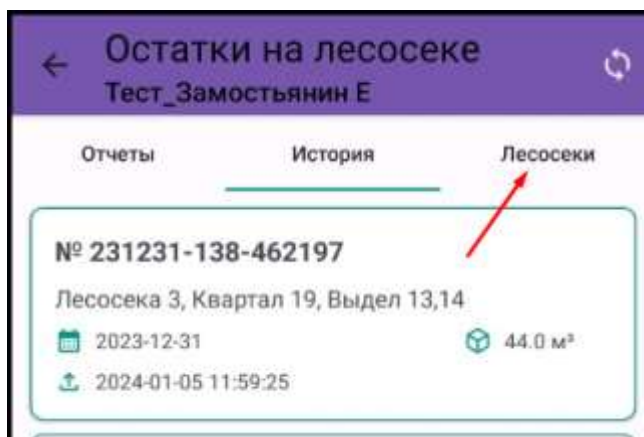 Остатки на лесосеке
Тест_Замостьянин Е
Отчеты История Лесосеки
№ 231231-138-462197
Лесосека 3, Квартал 19, Выдел 13,14
2023-12-31 44.0 м³
2024-01-05 11:59:25